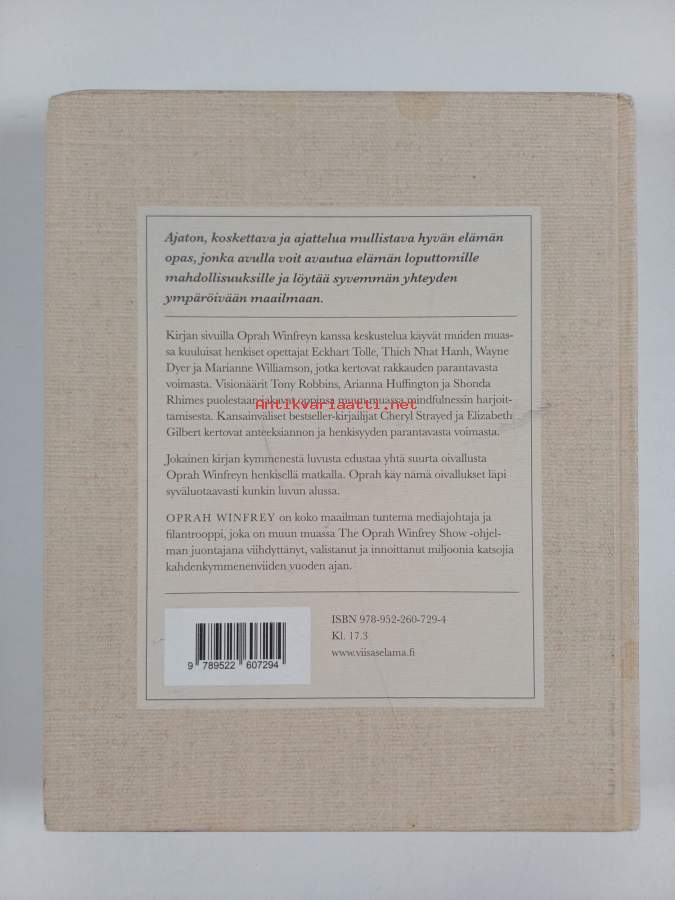 Ajaton, koskettava ja ajattelua mullistava hyvän elämän
opas, jonka avulla voit avautua elämän loputtomille
mahdollisuuksille ja löytää syvemmän yhteyden
ympäröivään maailmaan.
Kirjan sivuilla Oprah Winfreyn kanssa keskustelua käyvät muiden muas-
sa kuuluisat henkiset opettajat Eckhart Tolle, Thich Nhat Hanh, Wayne
Dyer ja Marianne Williamson, jotka kertovat rakkauden parantavasta
voimasta. Visionäärit Tony Robbins, Arianna Huffington ja Shonda
Rhimes puolestaan jakavat oppinsa muun muassa mindfulnessin harjoit-
Antikvariaatti.net
tamisesta. Kansainväliset bestseller-kirjailijat Cheryl Strayed ja Elizabeth
Gilbert kertovat anteeksiannon ja henkisyyden parantavasta voimasta.
Jokainen kirjan kymmenestä luvusta edustaa yhtä suurta oivallusta
Oprah Winfreyn henkisellä matkalla. Oprah käy nämä oivallukset läpi
syväluotaavasti kunkin luvun alussa.
OPRAH WINFREY on koko maailman tuntema mediajohtaja ja
filantrooppi, joka on muun muassa The Oprah Winfrey Show -ohjel-
man juontajana viihdyttänyt, valistanut ja innoittanut miljoonia katsojia
kahdenkymmenenviiden vuoden ajan.
ISBN 978-952-260-729-4
Kl. 17.3
www.viisaselama.fi
9 789522 607294